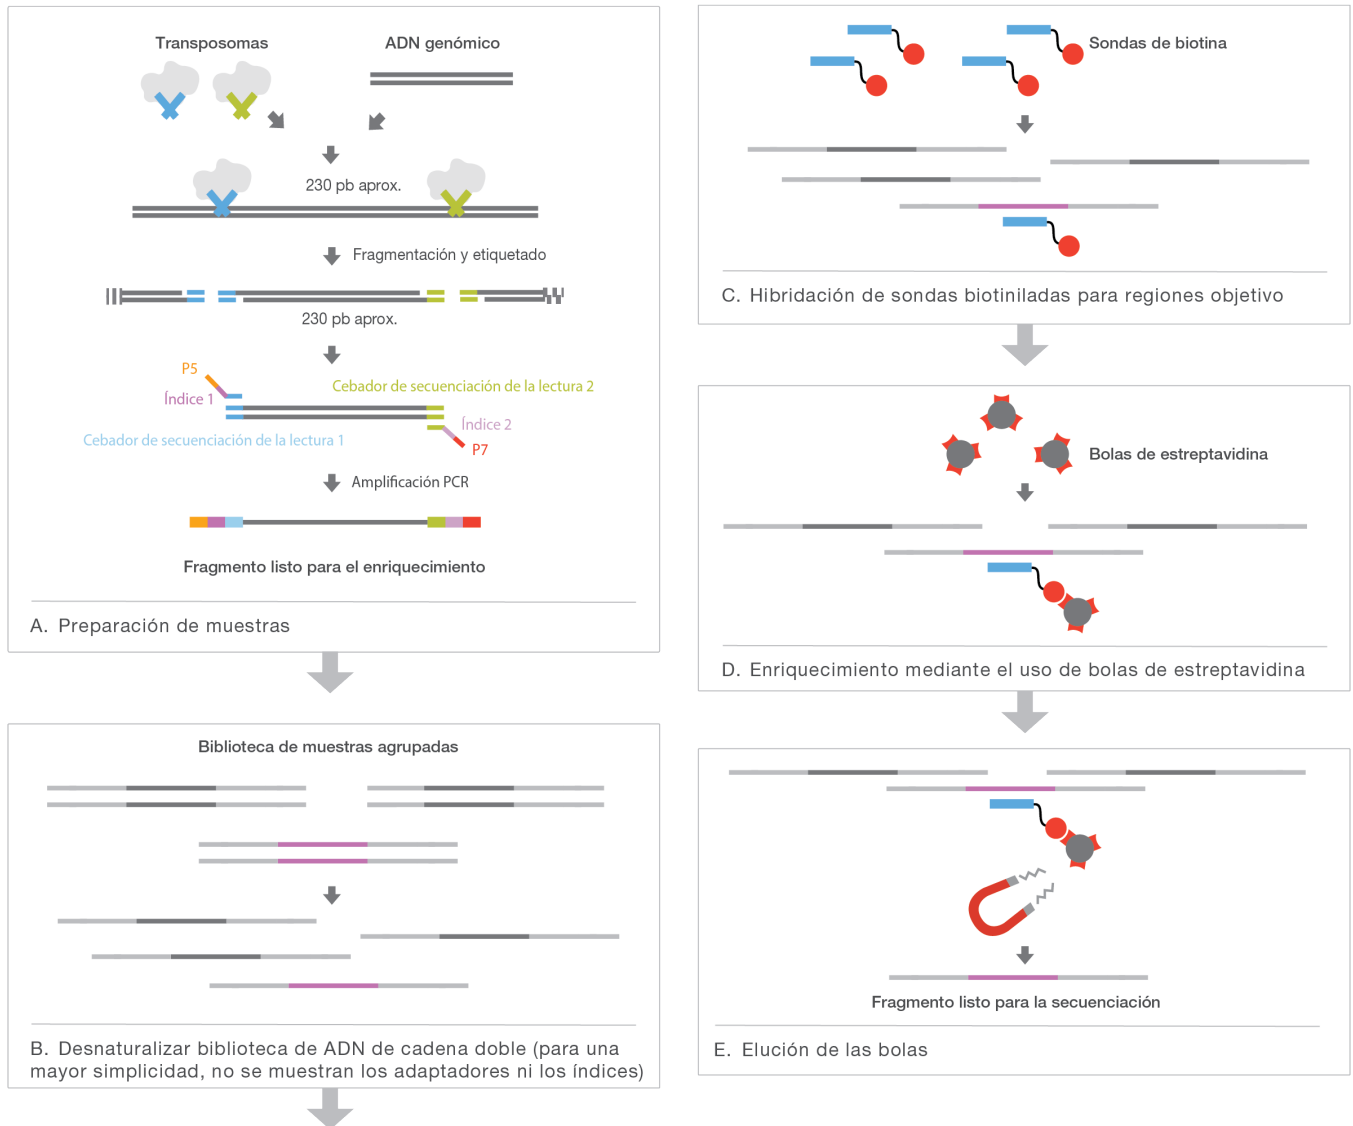 Transposomas
ADN genómico
230 pb aprox.
Fragmentación y etiquetado
230 pb aprox.
P5
Cebador de secuenciación de la lectura 2
Índice 1
Índice 2
Cebador de secuenciación de la lectura 1
P7
Amplificación PCR
Fragmento listo para el enriquecimiento
A. Preparación de muestras
Biblioteca de muestras agrupadas
B. Desnaturalizar biblioteca de ADN de cadena doble (para una
mayor simplicidad, no se muestran los adaptadores ni los índices)
Sondas de biotina
C. Hibridación de sondas biotiniladas para regiones objetivo
Bolas de estreptavidina
D. Enriquecimiento mediante el uso de bolas de estreptavidina
Fragmento listo para la secuenciación
E. Elución de las bolas